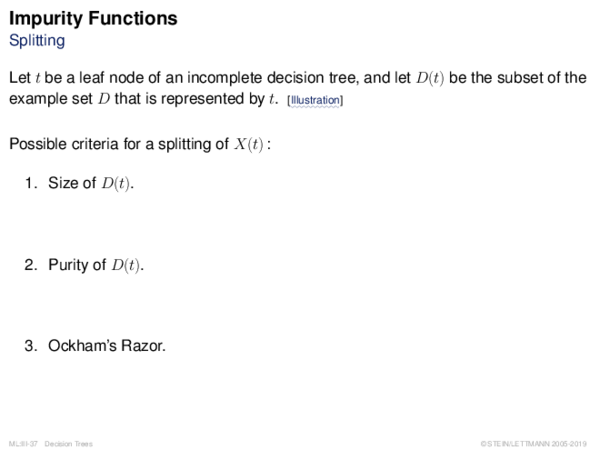 Impurity Functions
Splitting
Let t be a leaf node of an incomplete decision tree, and let D(t) be the subset of the
example set D that is represented by t. [Illustration]
Possible criteria for a splitting of X(t) :
1. Size of D(t).
2. Purity of D(t).
3. Ockham's Razor.
ML:III-37 Decision Trees
© STEIN/LETTMANN 2005-2019